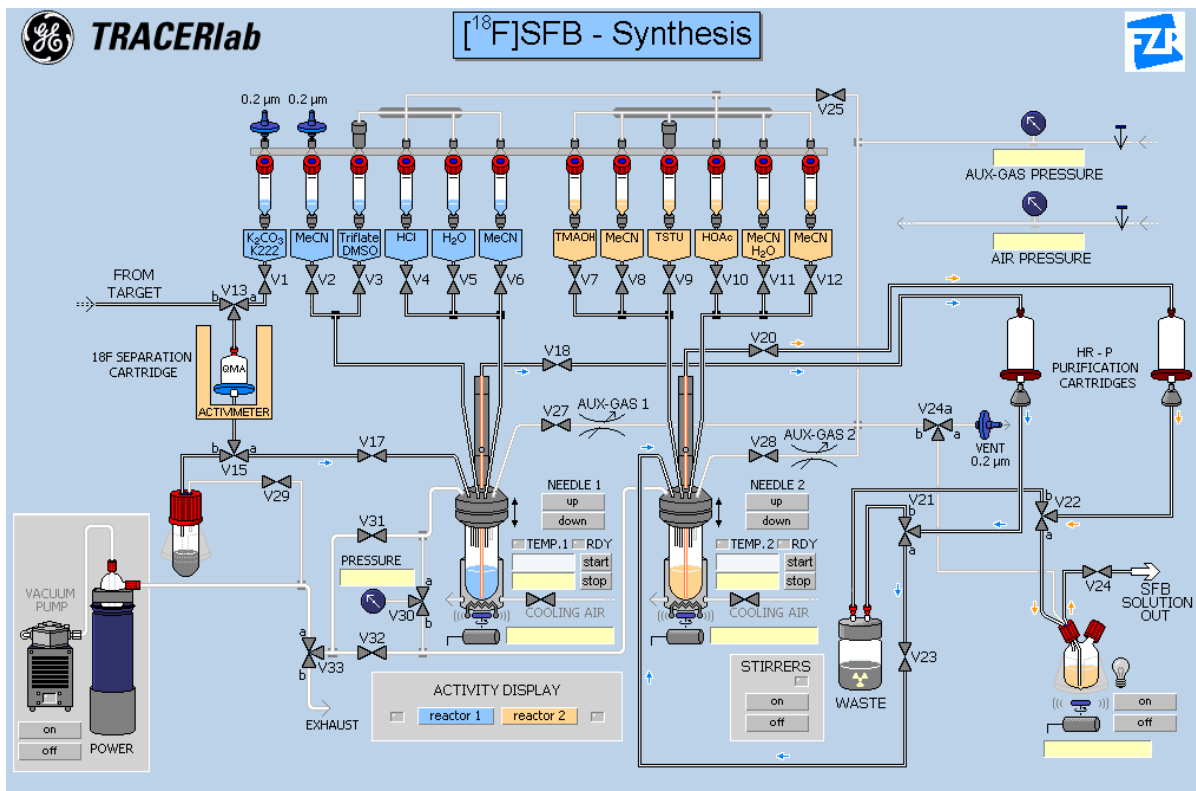 GE
TRACERlab
[18F]SFB - Synthesis
FZR
0.2 µm
0.2 µm
V25
AUX-GAS PRESSURE
AIR PRESSURE
K2CO3
K222
MeCN
Triflate
DMSO
HCl
H2O
MeCN
TMAOH
MeCN
TSTU
HOAc
MeCN
H2O
MeCN
V1
V2
V3
V4
V5
V6
V7
V8
V9
V10
V11
V12
FROM
TARGET
V13
b
a
18F SEPARATION
CARTRIDGE
QMA
ACTIVIMETER
V18
V20
HR - P
PURIFICATION
CARTRIDGES
V27
AUX-GAS 1
V24a
b
a
VENT
0.2 µm
V28
AUX-GAS 2
b
a
V15
V17
V29
V31
NEEDLE 1
up
down
NEEDLE 2
up
down
V21
b
a
V22
b
a
TEMP.1
RDY
start
stop
TEMP.2
RDY
start
stop
PRESSURE
V30
a
b
COOLING AIR
COOLING AIR
V24
SFB
SOLUTION
OUT
VACUUM
PUMP
on
off
POWER
a
b
V33
V32
EXHAUST
ACTIVITY DISPLAY
reactor 1
reactor 2
STIRRERS
on
off
WASTE
V23
on
off